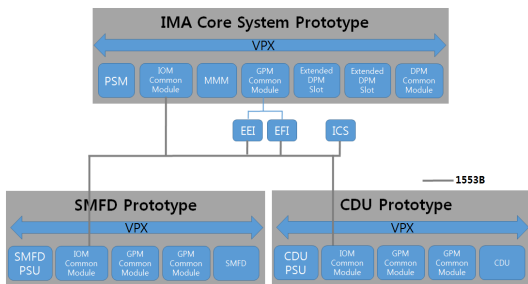 IMA Core System Prototype
VPX
PSM
IOM
Common
Module
MMM
GPM
Common
Module
Extended
DPM
Slot
Extended
DPM
Slot
DPM
Common
Module
EEI
EFI
ICS
1553B
SMFD Prototype
VPX
SMFD
PSU
IOM
Common
Module
GPM
Common
Module
GPM
Common
Module
SMFD
CDU Prototype
VPX
CDU
PSU
IOM
Common
Module
GPM
Common
Module
GPM
Common
Module
CDU